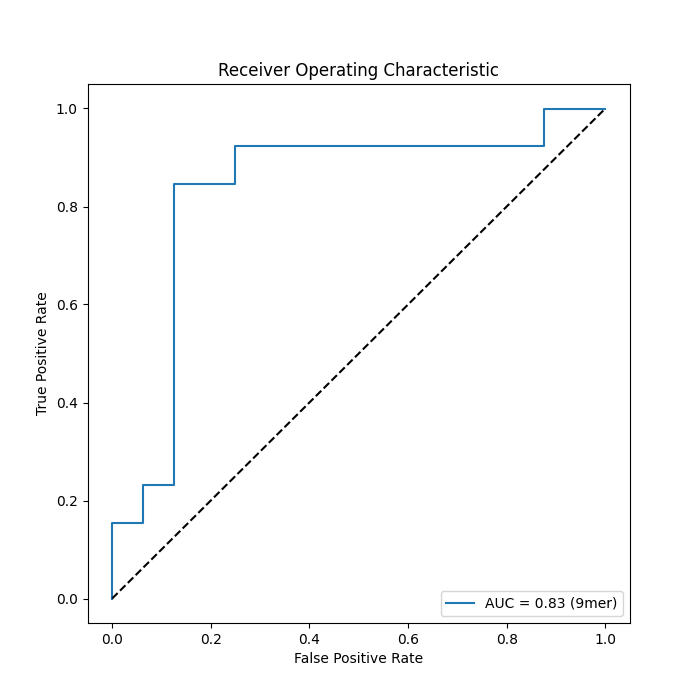 Receiver Operating Characteristic
1.0
0.8
0.6
0.4
0.2
0.0
True Positive Rate
AUC = 0.83 (9mer)
0.0 0.2 0.4 0.6 0.8 1.0
False Positive Rate